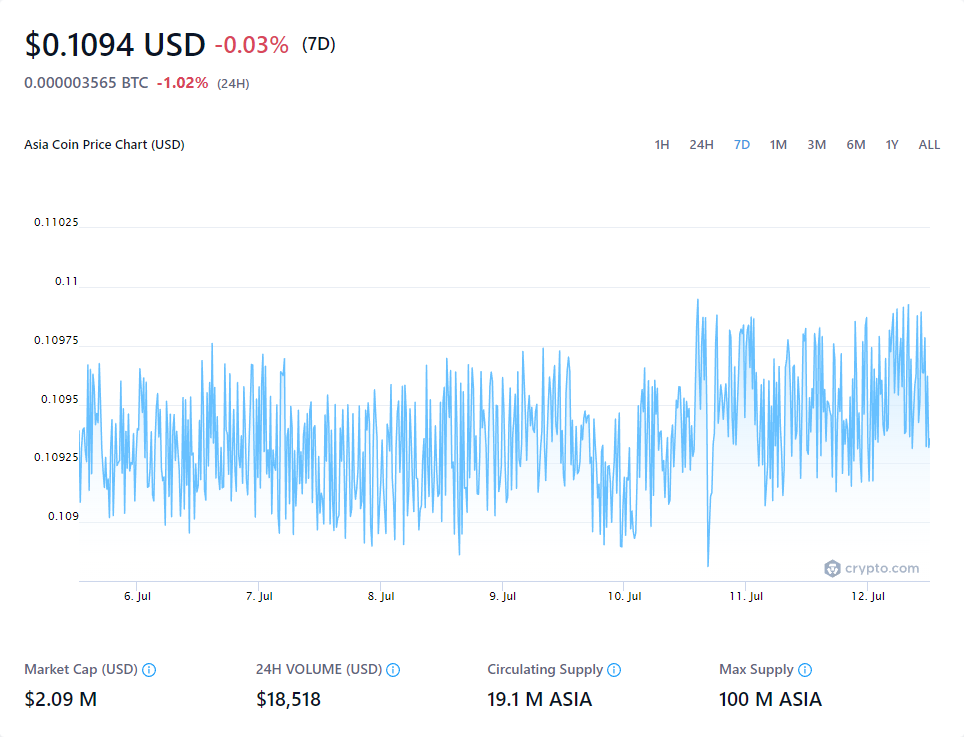 $0.1094 USD -0.03% (7D)
0.000003565 BTC -1.02% (24H)
Asia Coin Price Chart (USD)
1H 24H 7D 1M 3M 6M 1Y ALL
0.11025
0.11
0.10975
0.1095
0.10925
0.109
crypto.com
6. Jul 7. Jul 8. Jul 9. Jul 10. Jul 11. Jul 12. Jul
Market Cap (USD) 24H VOLUME (USD) Circulating Supply Max Supply
$2.09 M $18,518 19.1 M ASIA 100 M ASIA